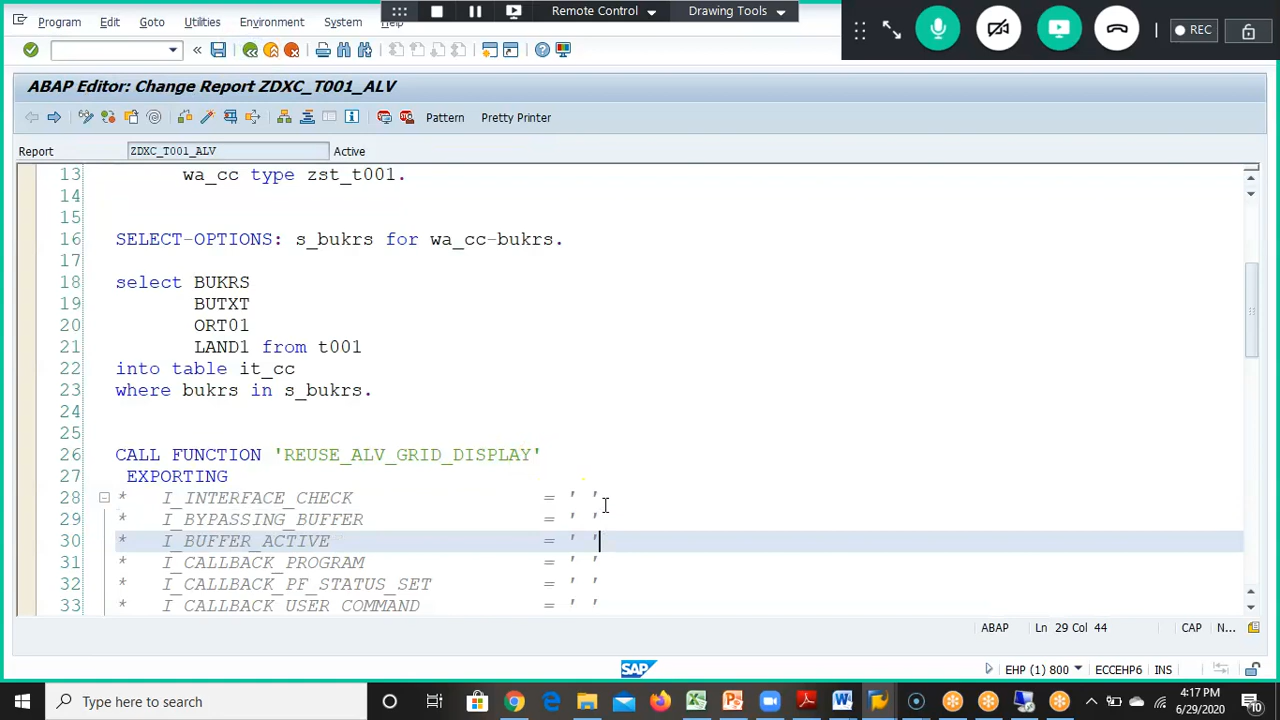 Program Edit Goto Utilities Environment System Help
Remote Control
Drawing Tools
REC
ABAP Editor: Change Report ZDXC_T001_ALV
Pattern Pretty Printer
Report ZDXC_T001_ALV Active
13 wa_cc type zst_t001.
14
15
16 SELECT-OPTIONS: s_bukrs for wa_cc-bukrs.
17
18 select BUKRS
19 BUTXT
20 ORT01
21 LAND1 from t001
22 into table it_cc
23 where bukrs in s_bukrs.
24
25
26 CALL FUNCTION 'REUSE_ALV_GRID_DISPLAY'
27 EXPORTING
28 * I_INTERFACE_CHECK = ' '
29 * I_BYPASSING_BUFFER = ' '
30 * I_BUFFER_ACTIVE = ' '
31 * I_CALLBACK_PROGRAM = ' '
32 * I_CALLBACK_PF_STATUS_SET = ' '
33 * I_CALLBACK_USER_COMMAND = ' '
ABAP Ln 29 Col 44 CAP N...
SAP
EHP (1) 800 ECCEHP6 INS
Type here to search
4:17 PM
6/29/2020
10